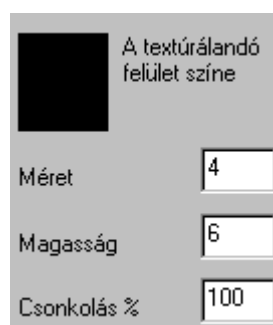 A textúrálandó
felület színe
Méret 4
Magasság 6
Csonkolás % 100